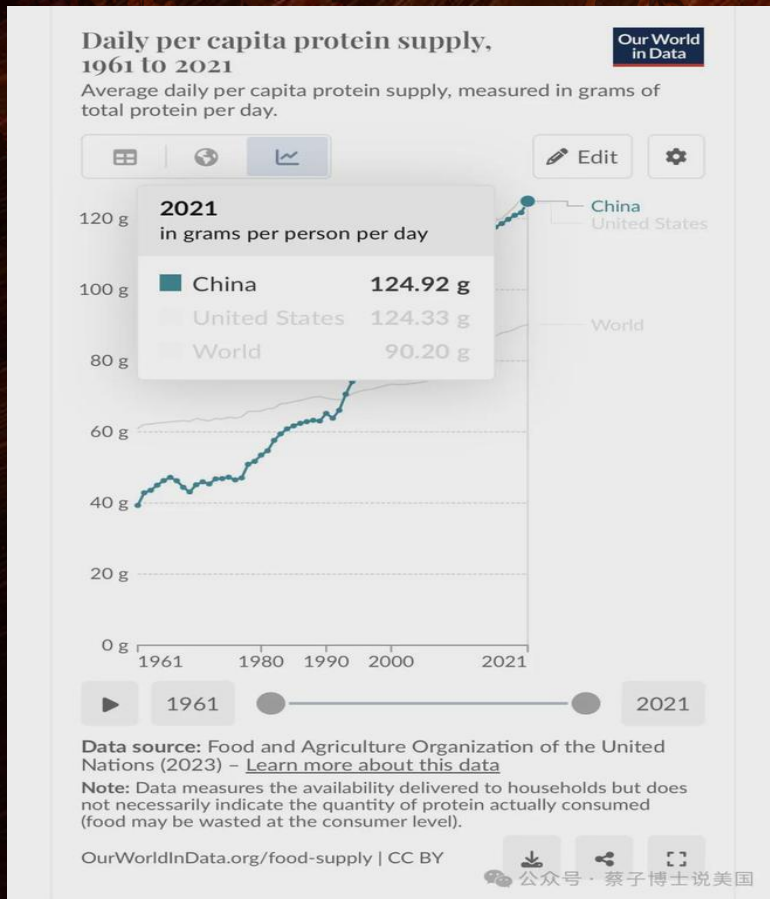 Daily per capita protein supply,
1961 to 2021
Our World
in Data
Average daily per capita protein supply, measured in grams of
total protein per day.
Edit
2021
in grams per person per day
China 124.92 g
United States 124.33 g
World 90.20 g
120 g
100 g
80 g
60 g
40 g
20 g
0 g
China
United States
World
1961 1980 1990 2000 2021
1961 2021
Data source: Food and Agriculture Organization of the United
Nations (2023) – Learn more about this data
Note: Data measures the availability delivered to households but does
not necessarily indicate the quantity of protein actually consumed
(food may be wasted at the consumer level).
OurWorldInData.org/food-supply | CC BY
公众号 · 蔡子博士说美国